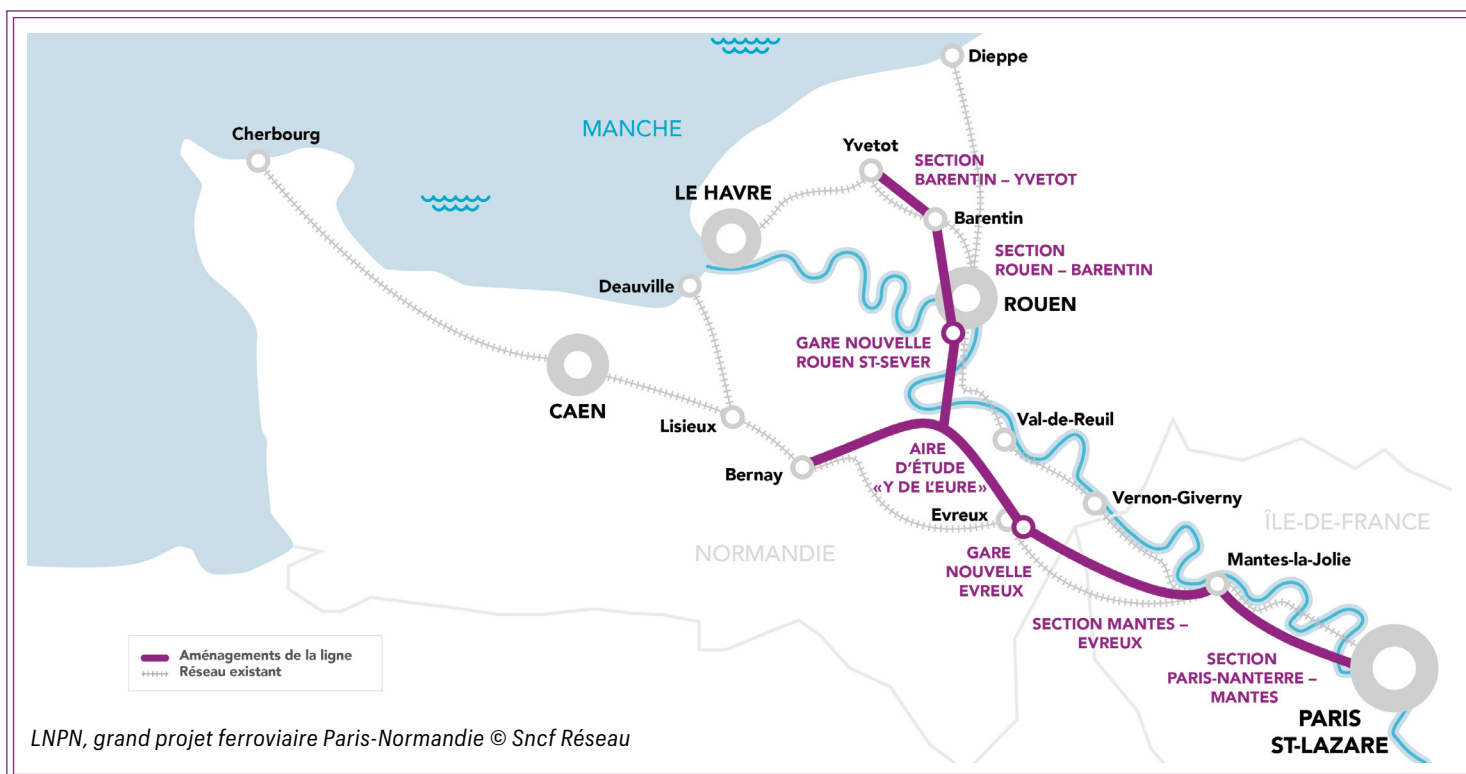 Dieppe
Cherbourg
MANCHE
Yvetot
SECTION
BARENTIN – YVETOT
LE HAVRE
Barentin
SECTION
ROUEN – BARENTIN
Deauville
ROUEN
GARE NOUVELLE
ROUEN ST-SEVER
CAEN
Lisieux
Val-de-Reuil
Bernay
AIRE
D'ÉTUDE
«Y DE L'EURE»
Vernon-Giverny
Evreux
ÎLE-DE-FRANCE
NORMANDIE
GARE
NOUVELLE
EVREUX
Mantes-la-Jolie
SECTION MANTES –
EVREUX
SECTION
PARIS-NANTERRE –
MANTES
Aménagements de la ligne
Réseau existant
PARIS
ST-LAZARE
LNPN, grand projet ferroviaire Paris-Normandie © Sncf Réseau